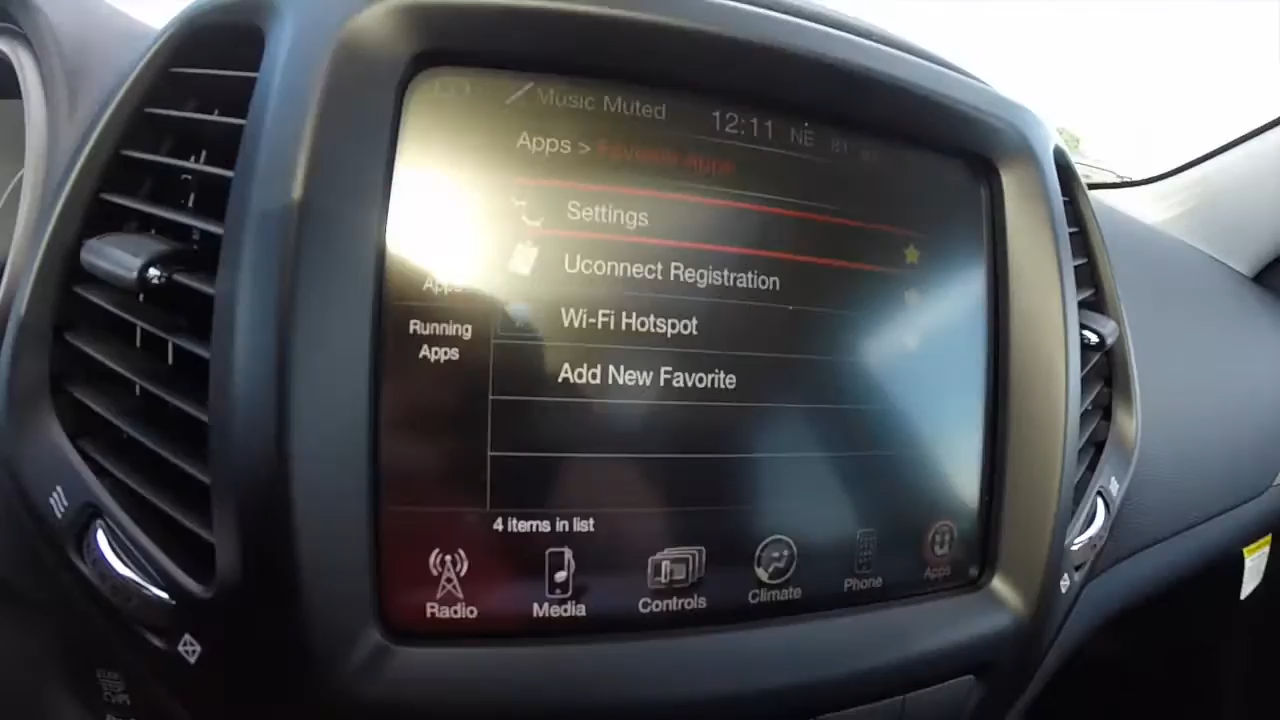 Music Muted
12:11 NE 81
Apps > Favorite Apps
Settings
Uconnect Registration
Apps
Wi-Fi Hotspot
Running
Apps
Add New Favorite
4 items in list
Radio
Media
Controls
Climate
Phone
Apps